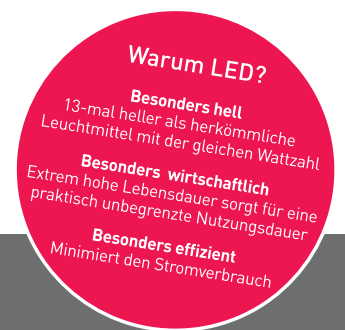 Warum LED?
Besonders hell
13-mal heller als herkömmliche
Leuchtmittel mit der gleichen Wattzahl
Besonders wirtschaftlich
Extrem hohe Lebensdauer sorgt für eine
praktisch unbegrenzte Nutzungsdauer
Besonders effizient
Minimiert den Stromverbrauch